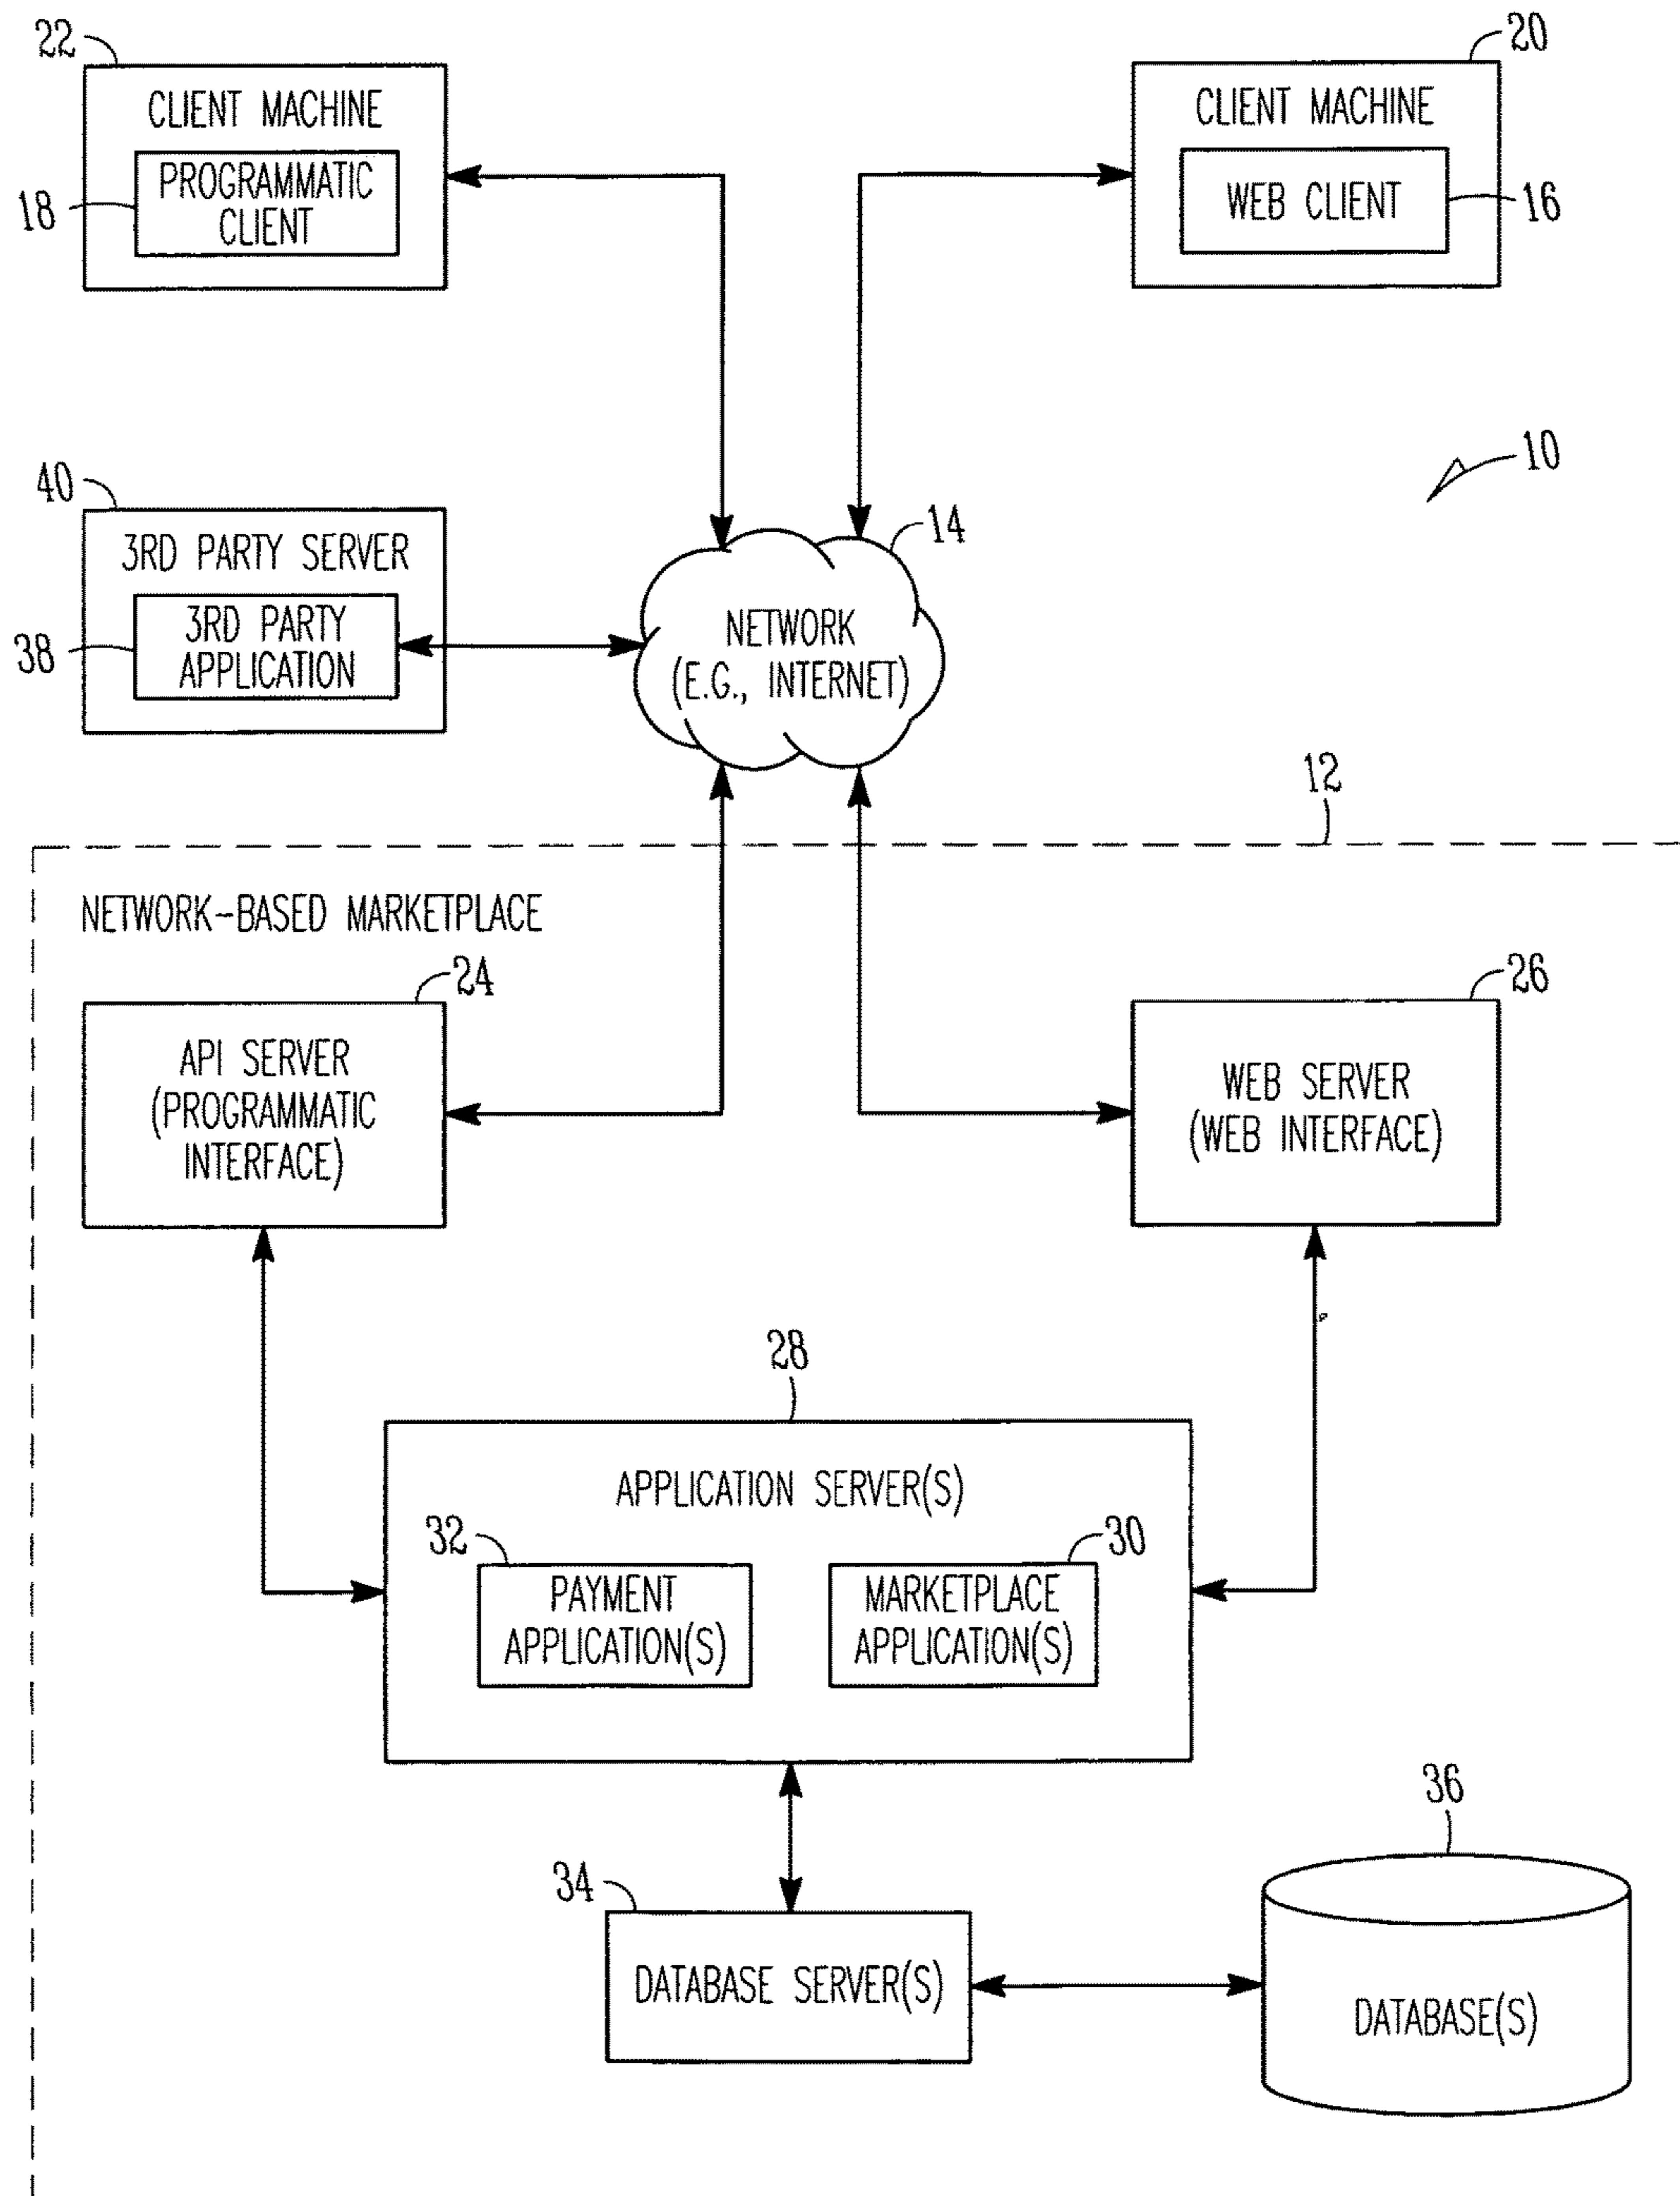 22
CLIENT MACHINE
PROGRAMMATIC
CLIENT
18
20
CLIENT MACHINE
WEB CLIENT
16
10
40
3RD PARTY SERVER
3RD PARTY
APPLICATION
38
14
NETWORK
(E.G., INTERNET)
12
NETWORK-BASED MARKETPLACE
24
API SERVER
(PROGRAMMATIC
INTERFACE)
26
WEB SERVER
(WEB INTERFACE)
28
APPLICATION SERVER(S)
32
PAYMENT
APPLICATION(S)
30
MARKETPLACE
APPLICATION(S)
34
DATABASE SERVER(S)
36
DATABASE(S)